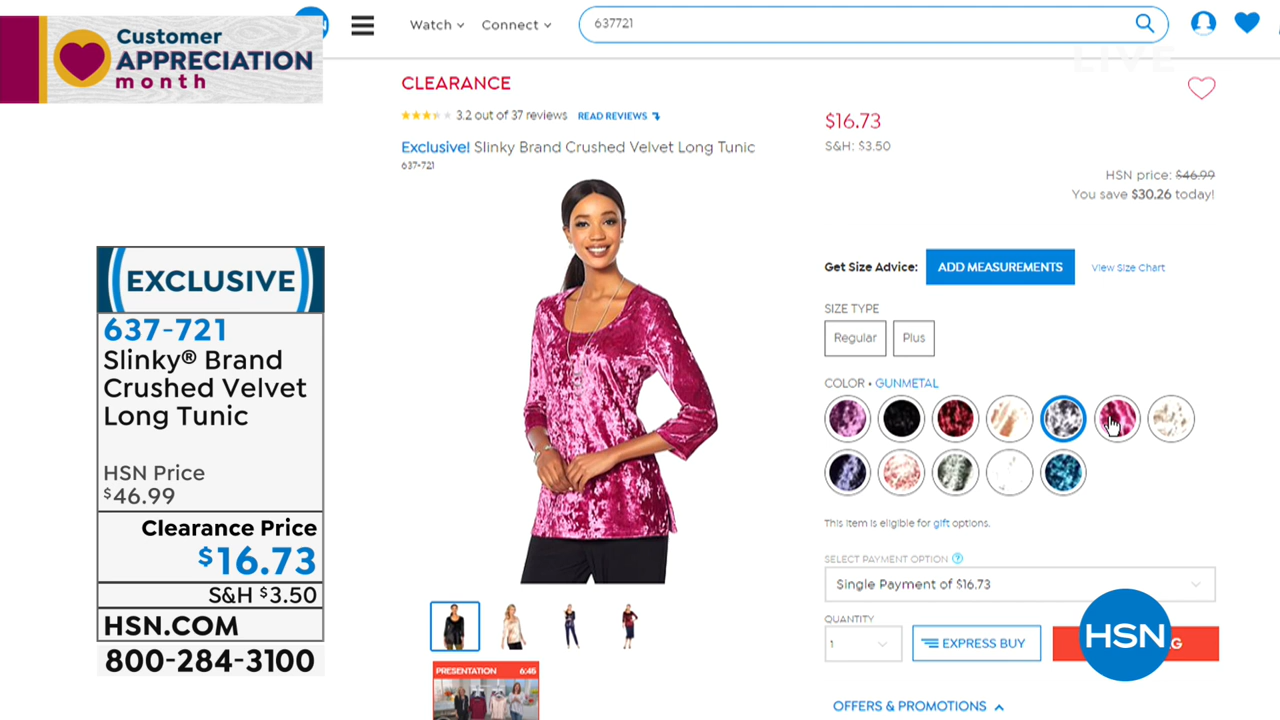 Customer
APPRECIATION
month
Watch
Connect
637721
LIVE
CLEARANCE
3.2 out of 37 reviews READ REVIEWS
Exclusive! Slinky Brand Crushed Velvet Long Tunic
637-721
$16.73
S&H: $3.50
HSN price: $46.99
You save $30.26 today!
Get Size Advice: ADD MEASUREMENTS View Size Chart
SIZE TYPE
Regular Plus
COLOR • GUNMETAL
This item is eligible for gift options.
SELECT PAYMENT OPTION ?
Single Payment of $16.73
QUANTITY
1
EXPRESS BUY
HSN
G
OFFERS & PROMOTIONS
PRESENTATION 6:45
EXCLUSIVE
637-721
Slinky® Brand
Crushed Velvet
Long Tunic
HSN Price
$46.99
Clearance Price
$16.73
S&H $3.50
HSN.COM
800-284-3100